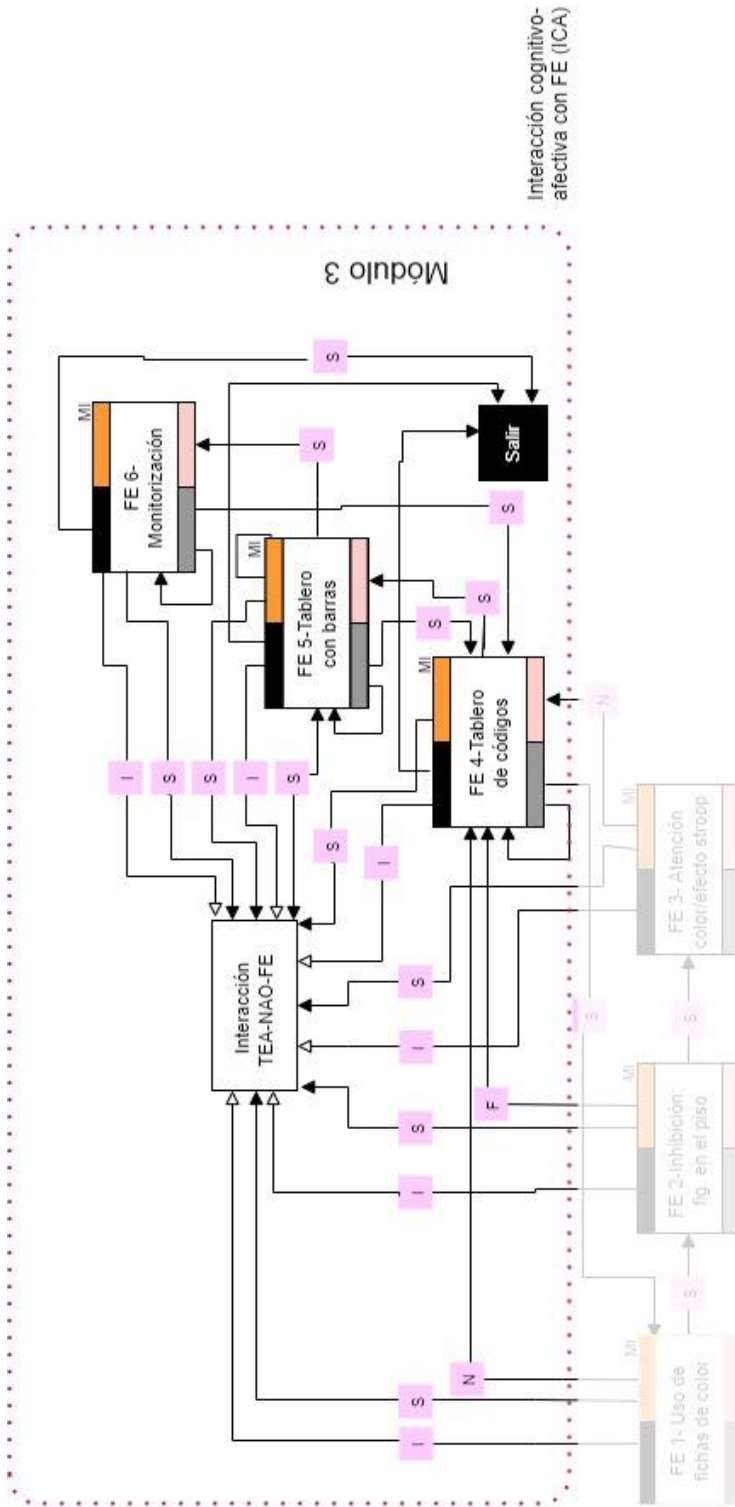 Interacción cognitivo-
afectiva con FE (ICA)
Módulo 3
MI
FE 6-
Monitorización
S
S
S
MI
FE 5-Tablero
con barras
S
S
Salir
MI
FE 4-Tablero
de códigos
I
S
S
I
S
S
I
Interacción
TEA-NAO-FE
S
I
S
I
F
N
S
I
N
S
MI
FE 3- Atención
color/efecto stroop
S
MI
FE 2-Inhibición:
fig. en el piso
S
MI
FE 1- Uso de
fichas de color